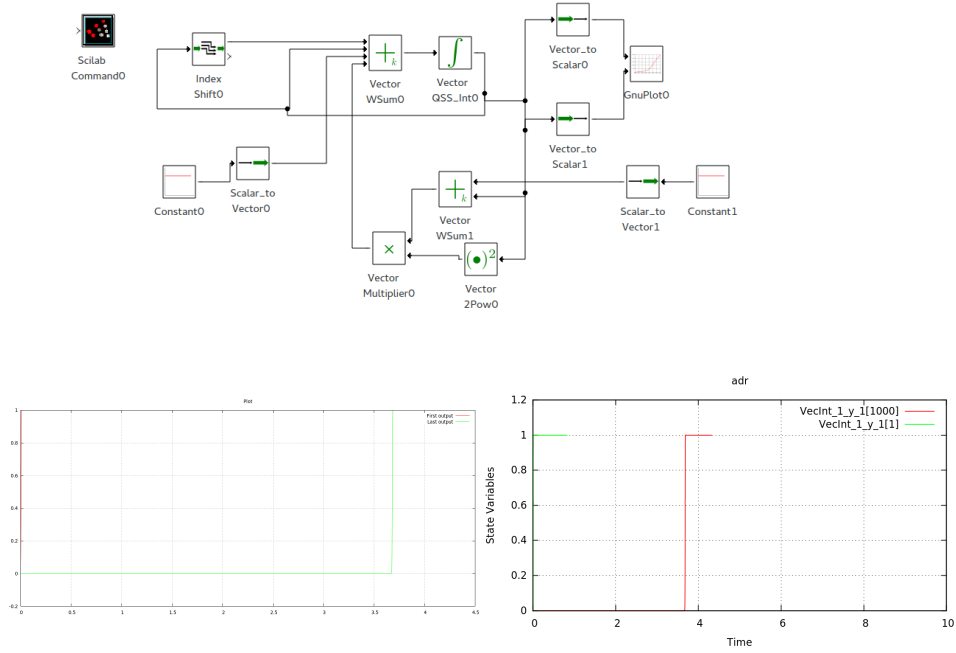 Scilab
Command0
Index
Shift0
Vector
WSum0
k
Vector
QSS_Int0
∫
Vector_to
Scalar0
GnuPlot0
Vector_to
Scalar1
Constant0
Scalar_to
Vector0
Vector
WSum1
k
Scalar_to
Vector1
Constant1
×
Vector
Multiplier0
(•)²
Vector
2Pow0
Plot
First output
Last output
1
0.8
0.6
0.4
0.2
0
-0.2
0
0.5
1
1.5
2
2.5
3
3.5
4
4.5
adr
VecInt_1_y_1[1000]
VecInt_1_y_1[1]
State Variables
1.2
1
0.8
0.6
0.4
0.2
0
0
2
4
6
8
10
Time